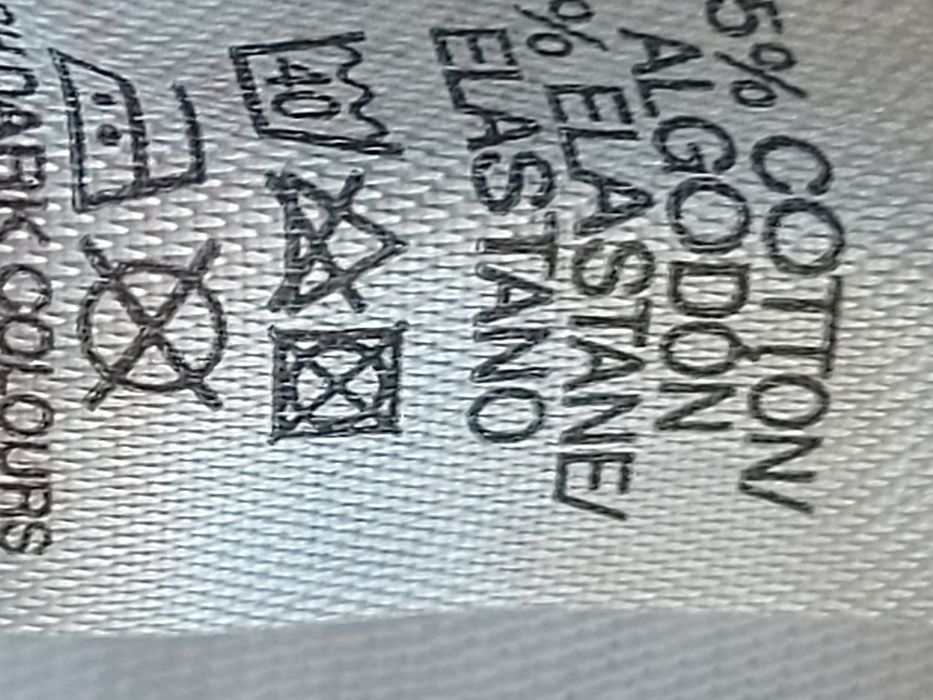 5% COTTON/
ALGODÓN
% ELASTANE/
ELASTANO
40
DARK COLOURS